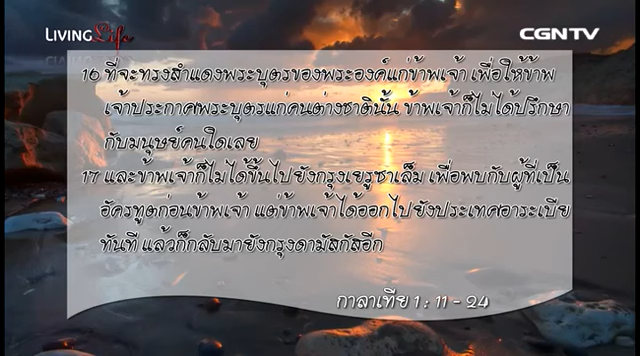 LIVING Life
CGNTV
16 ที่จะทรงสำแดงพระบุตรของพระองค์แก่ข้าพเจ้า เพื่อให้ข้าพ
เจ้าประกาศพระบุตรแก่คนต่างชาตินั้น ข้าพเจ้าก็ไม่ได้ปรึกษา
กับมนุษย์คนใดเลย
17 และข้าพเจ้าก็ไม่ได้ขึ้นไปยังกรุงเยรูซาเล็ม เพื่อพบกับผู้ที่เป็น
อัครทูตก่อนข้าพเจ้า แต่ข้าพเจ้าได้ออกไปยังประเทศอาระเบีย
ทันที แล้วก็กลับมายังกรุงดามัสกัสอีก
กาลาเทีย 1 : 11 - 24